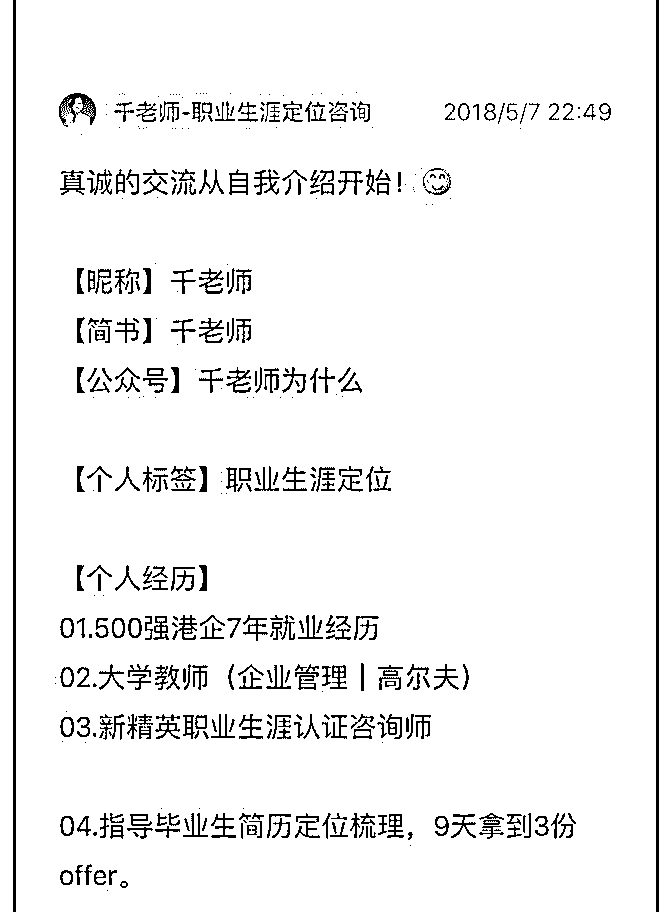 千老师-职业生涯定位咨询 2018/5/7 22:49
真诚的交流从自我介绍开始！😊
【昵称】千老师
【简书】千老师
【公众号】千老师为什么
【个人标签】职业生涯定位
【个人经历】
01.500强港企7年就业经历
02.大学教师（企业管理｜高尔夫）
03.新精英职业生涯认证咨询师
04.指导毕业生简历定位梳理，9天拿到3份
offer。